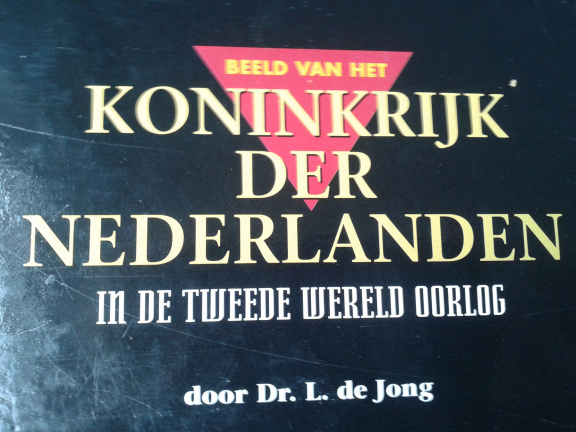 BEELD VAN HET
KONINKRIJK
DER
NEDERLANDEN
IN DE TWEEDE WERELD OORLOG
door Dr. L. de Jong